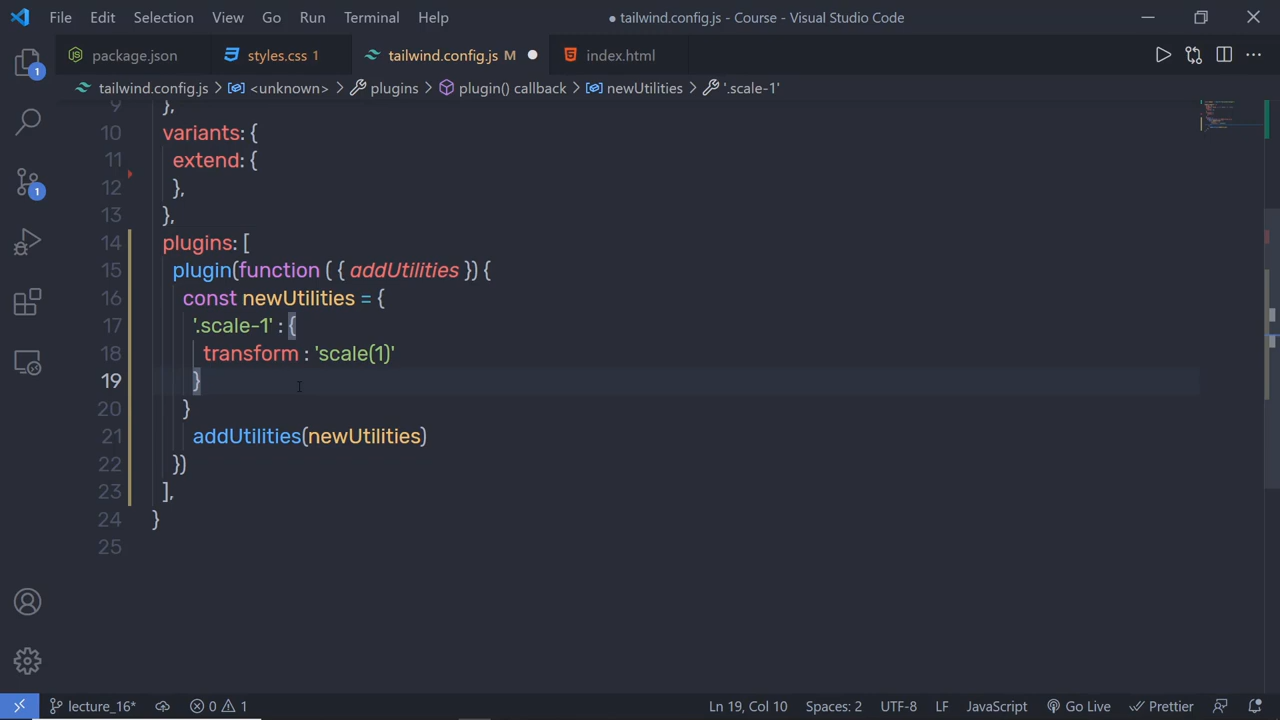 File Edit Selection View Go Run Terminal Help ● tailwind.config.js - Course - Visual Studio Code
package.json styles.css 1 tailwind.config.js M index.html
tailwind.config.js > <unknown> > plugins > plugin() callback > newUtilities > '.scale-1'
9 },
10 variants: {
11 extend: {
12 },
13 },
14 plugins: [
15 plugin(function ( { addUtilities }) {
16 const newUtilities = {
17 '.scale-1' : {
18 transform : 'scale(1)'
19 }
20 }
21 addUtilities(newUtilities)
22 })
23 ],
24 }
25
1
1
lecture_16* 0 1 Ln 19, Col 10 Spaces: 2 UTF-8 LF JavaScript Go Live Prettier